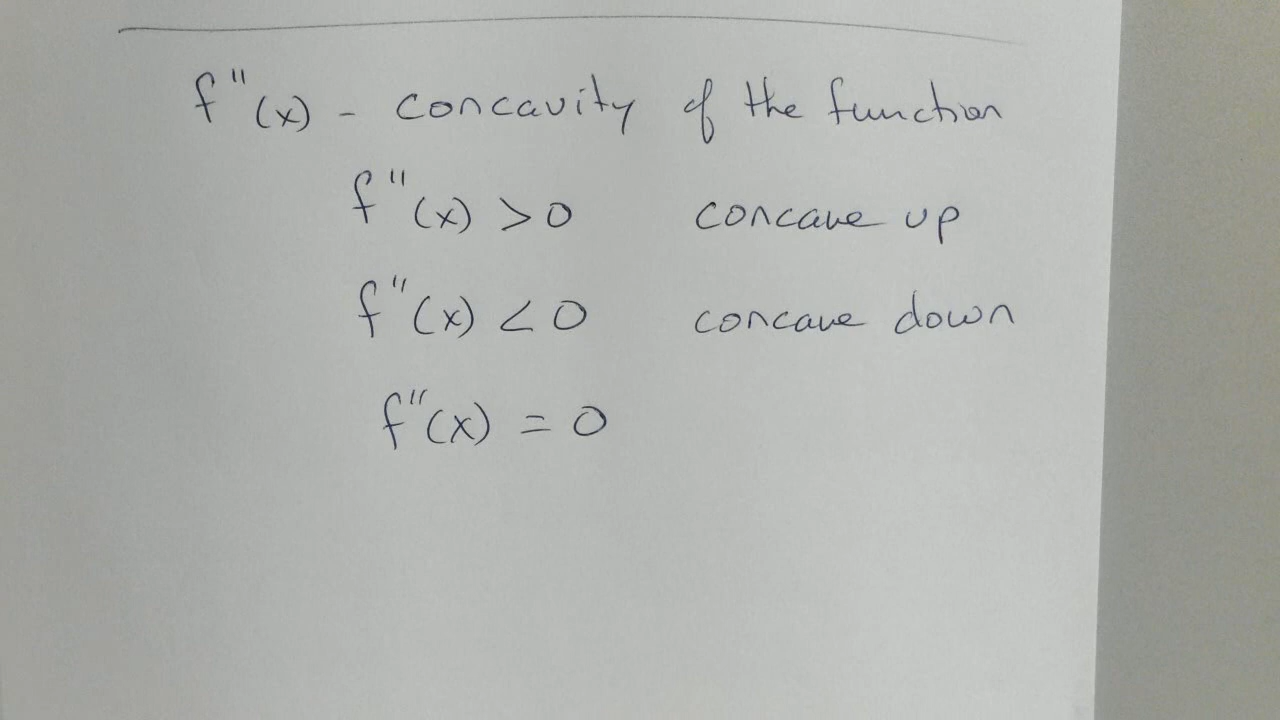 f"(x) - concavity of the function
f"(x) > 0 concave up
f"(x) < 0 concave down
f"(x) = 0